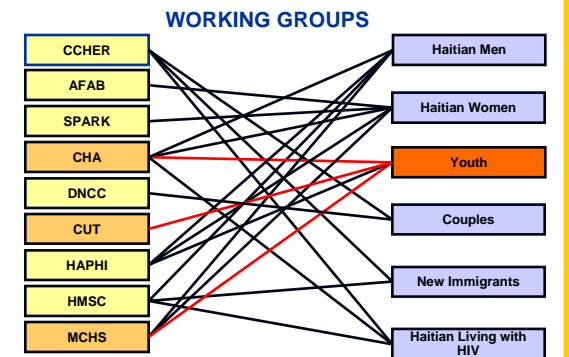 WORKING GROUPS
CCHER
AFAB
SPARK
CHA
DNCC
CUT
HAPHI
HMSC
MCHS
Haitian Men
Haitian Women
Youth
Couples
New Immigrants
Haitian Living with
HIV